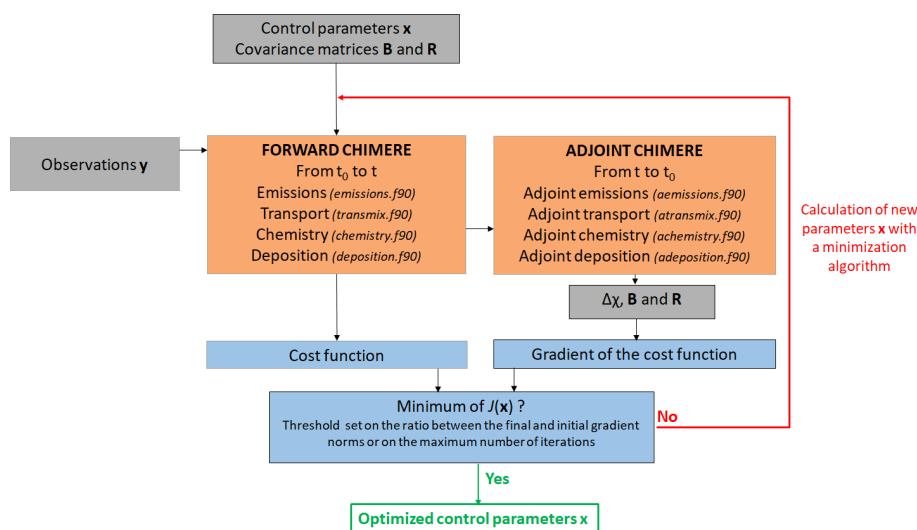 Control parameters x
Covariance matrices B and R
Observations y
FORWARD CHIMERE
From t₀ to t
Emissions (emissions.f90)
Transport (transmix.f90)
Chemistry (chemistry.f90)
Deposition (deposition.f90)
ADJOINT CHIMERE
From t to t₀
Adjoint emissions (aemissions.f90)
Adjoint transport (atransmix.f90)
Adjoint chemistry (achemistry.f90)
Adjoint deposition (adeposition.f90)
Calculation of new
parameters x with
a minimization
algorithm
Δχ, B and R
Cost function
Gradient of the cost function
Minimum of J(x) ?
Threshold set on the ratio between the final and initial gradient
norms or on the maximum number of iterations
No
Yes
Optimized control parameters x